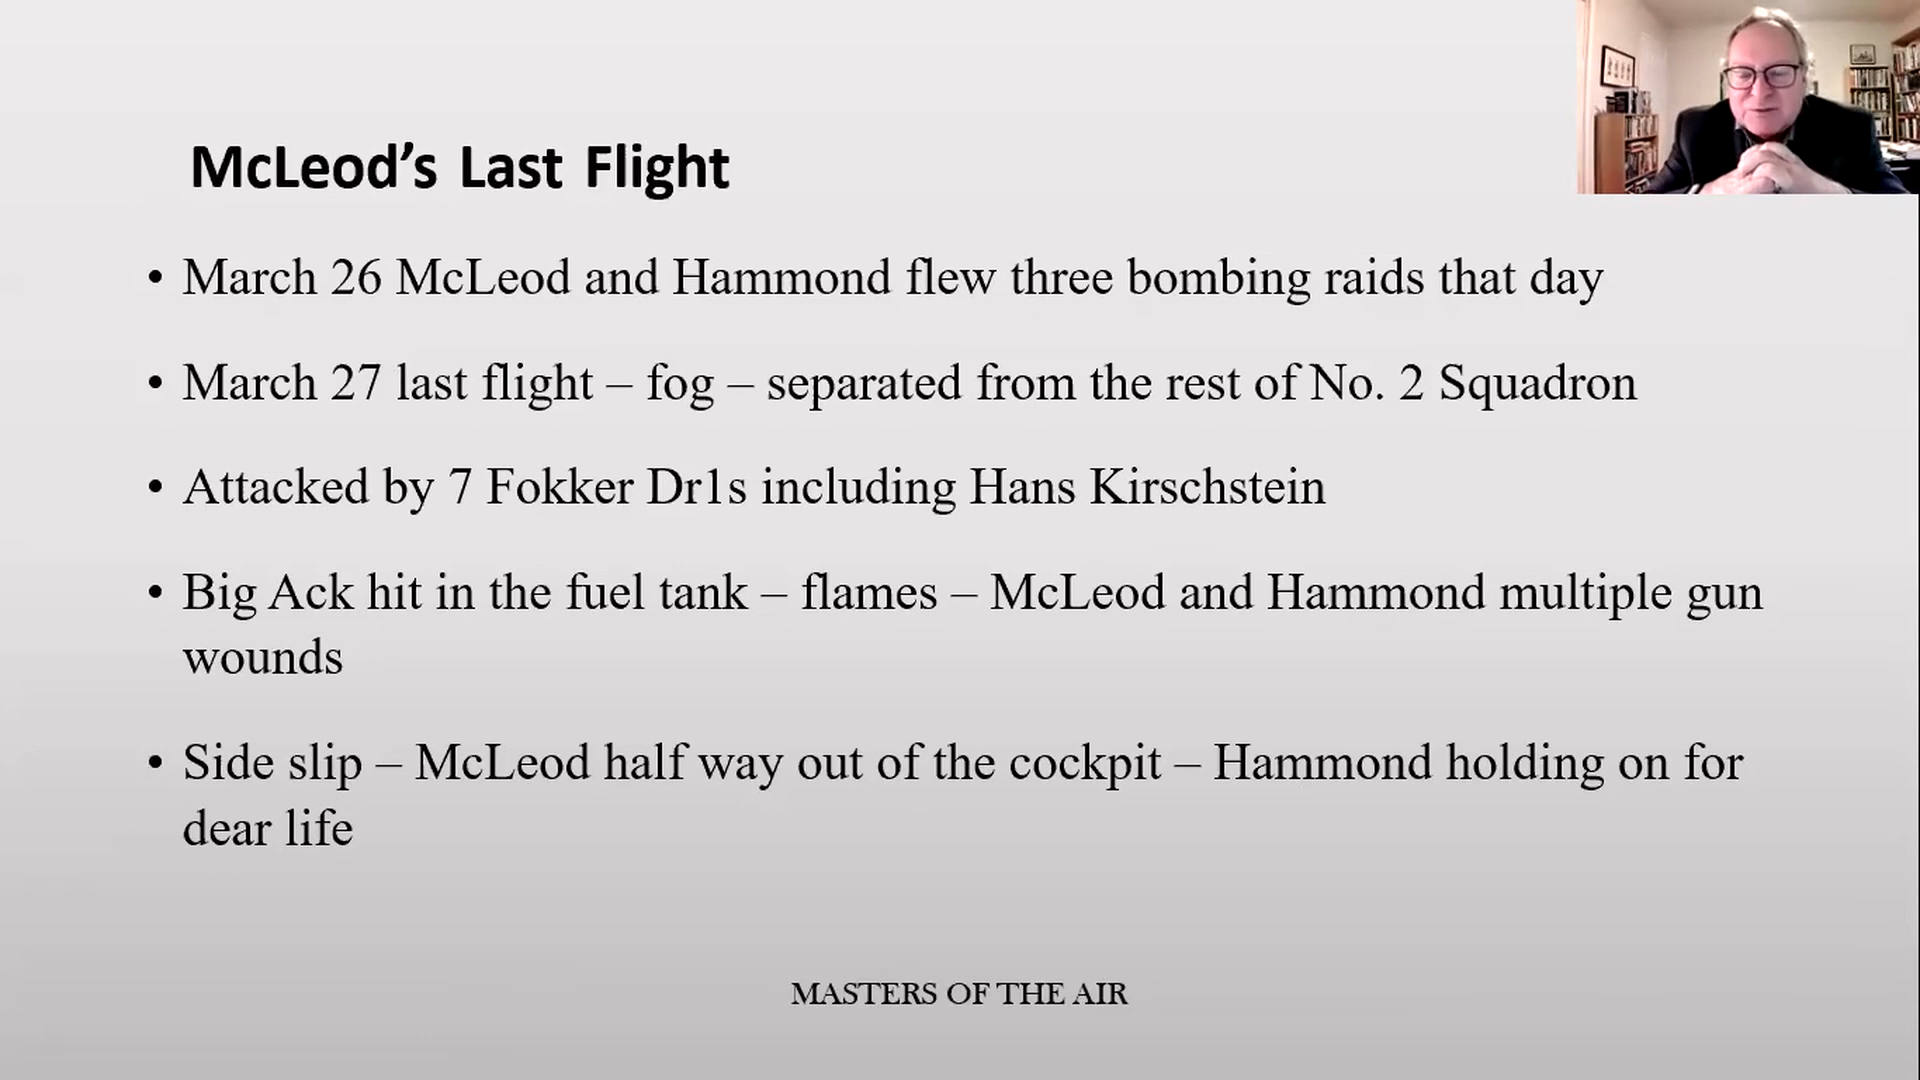 McLeod’s Last Flight
• March 26 McLeod and Hammond flew three bombing raids that day
• March 27 last flight – fog – separated from the rest of No. 2 Squadron
• Attacked by 7 Fokker Dr1s including Hans Kirschstein
• Big Ack hit in the fuel tank – flames – McLeod and Hammond multiple gun
wounds
• Side slip – McLeod half way out of the cockpit – Hammond holding on for
dear life
MASTERS OF THE AIR